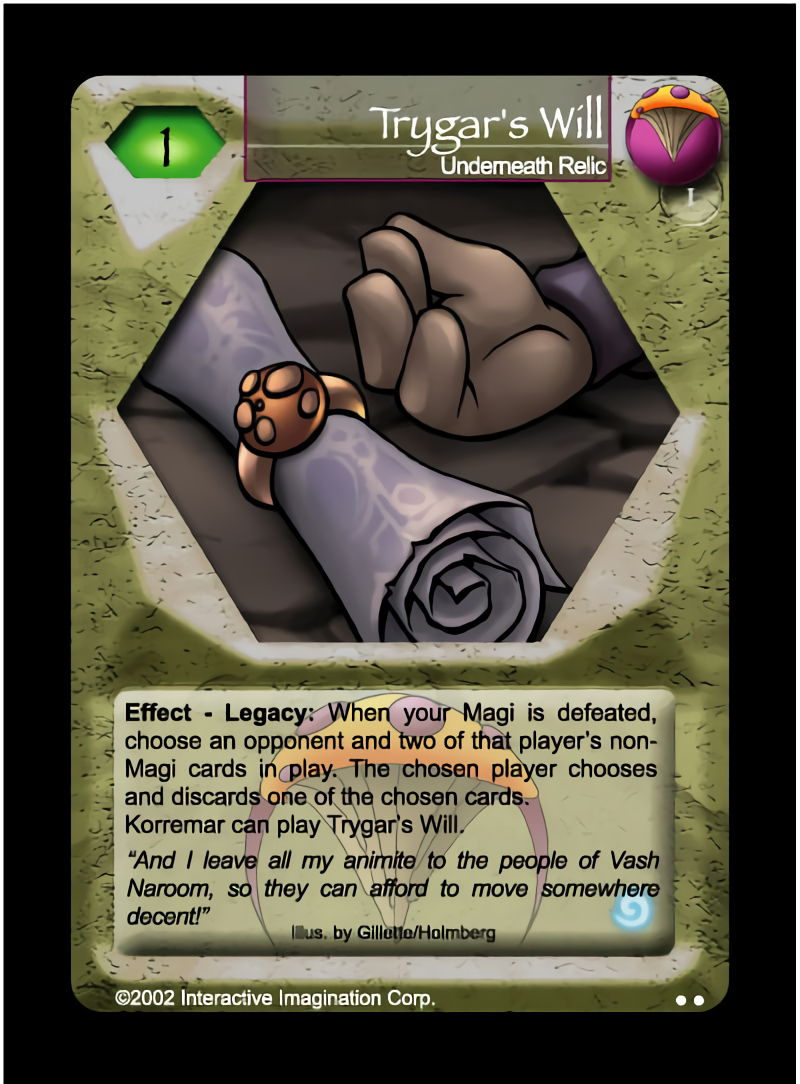 1
Trygar's Will
Underneath Relic
I
Effect - Legacy: When your Magi is defeated,
choose an opponent and two of that player's non-
Magi cards in play. The chosen player chooses
and discards one of the chosen cards.
Korremar can play Trygar's Will.
"And I leave all my animite to the people of Vash
Naroom, so they can afford to move somewhere
decent!"
Illus. by Gillette/Holmberg
©2002 Interactive Imagination Corp.